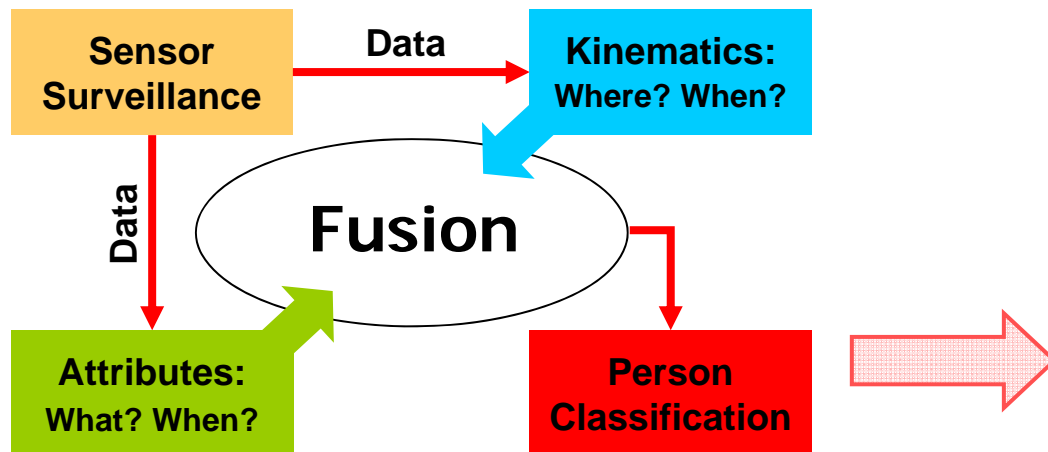 Sensor
Surveillance
Data
Kinematics:
Where? When?
Data
Fusion
Attributes:
What? When?
Person
Classification